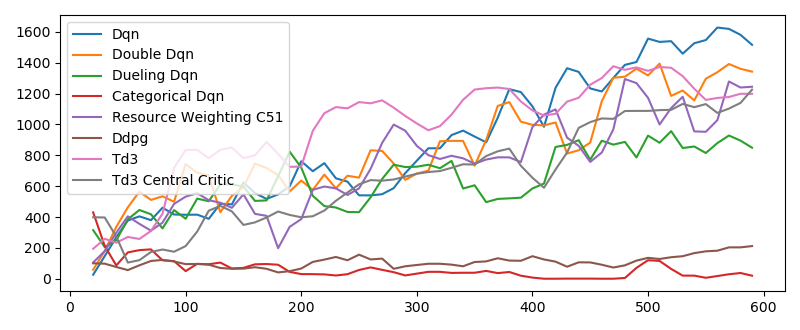 1600
1400
1200
1000
800
600
400
200
0
Dqn
Double Dqn
Dueling Dqn
Categorical Dqn
Resource Weighting C51
Ddpg
Td3
Td3 Central Critic
0 100 200 300 400 500 600